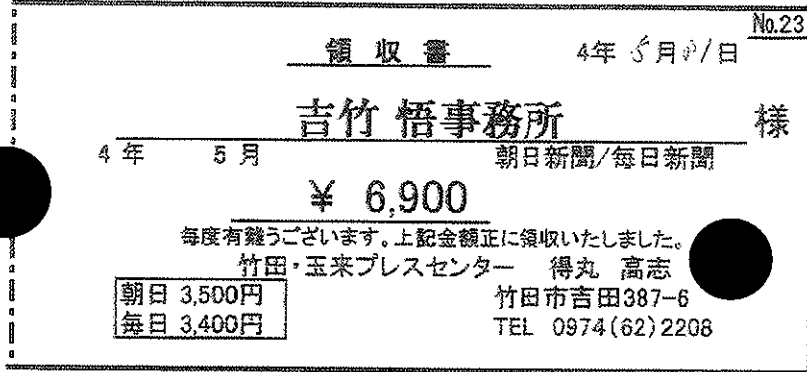 No.23
領収書
4年 5月31日
吉竹 悟事務所 様
4年 5月 朝日新聞/毎日新聞
¥ 6,900
毎度有難うございます。上記金額正に領収いたしました。
竹田・玉来プレスセンター 得丸 高志
朝日 3,500円 竹田市吉田387-6
毎日 3,400円 TEL 0974(62)2208